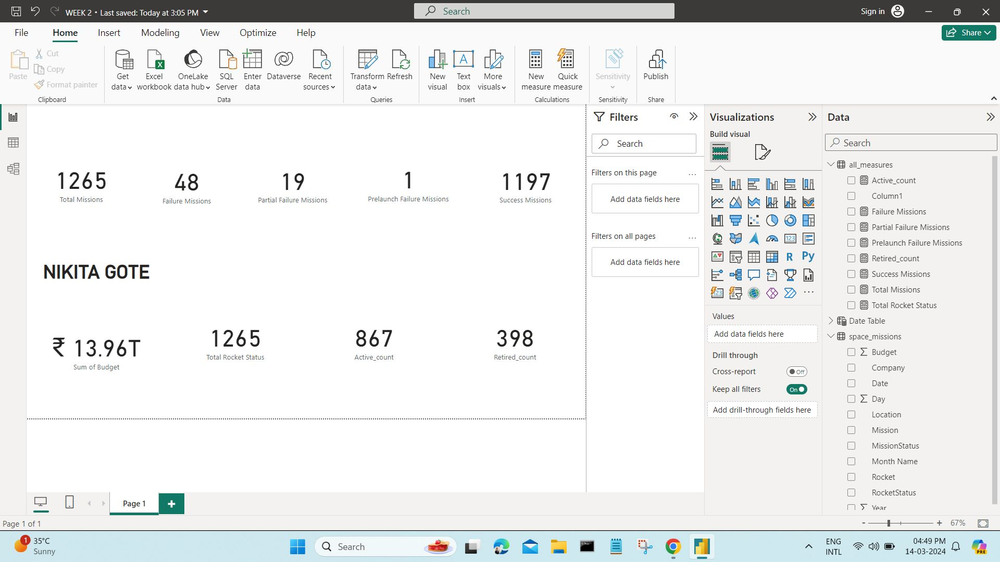 WEEK 2 • Last saved: Today at 3:05 PM
Search
Sign in
File
Home
Insert
Modeling
View
Optimize
Help
Share
Paste
Cut
Copy
Format painter
Clipboard
Get data
Excel workbook
OneLake data hub
SQL Server
Enter data
Dataverse
Recent sources
Data
Transform data
Refresh
Queries
New visual
Text box
More visuals
Insert
New measure
Quick measure
Calculations
Sensitivity
Sensitivity
Publish
Share
1265
Total Missions
48
Failure Missions
19
Partial Failure Missions
1
Prelaunch Failure Missions
1197
Success Missions
NIKITA GOTE
₹ 13.96T
Sum of Budget
1265
Total Rocket Status
867
Active_count
398
Retired_count
Filters
Search
Filters on this page
...
Add data fields here
Filters on all pages
...
Add data fields here
Visualizations
Build visual
123
R
Py
123
...
Values
Add data fields here
Drill through
Cross-report
Off
Keep all filters
On
Add drill-through fields here
Data
Search
all_measures
Active_count
Column1
Failure Missions
Partial Failure Missions
Prelaunch Failure Missions
Retired_count
Success Missions
Total Missions
Total Rocket Status
Date Table
space_missions
Σ Budget
Company
Date
Σ Day
Location
Mission
MissionStatus
Month Name
Rocket
RocketStatus
Σ Year
Page 1
+
Page 1 of 1
- + 67%
1
35°C
Sunny
Search
ENG
INTL
04:49 PM
14-03-2024
PRE